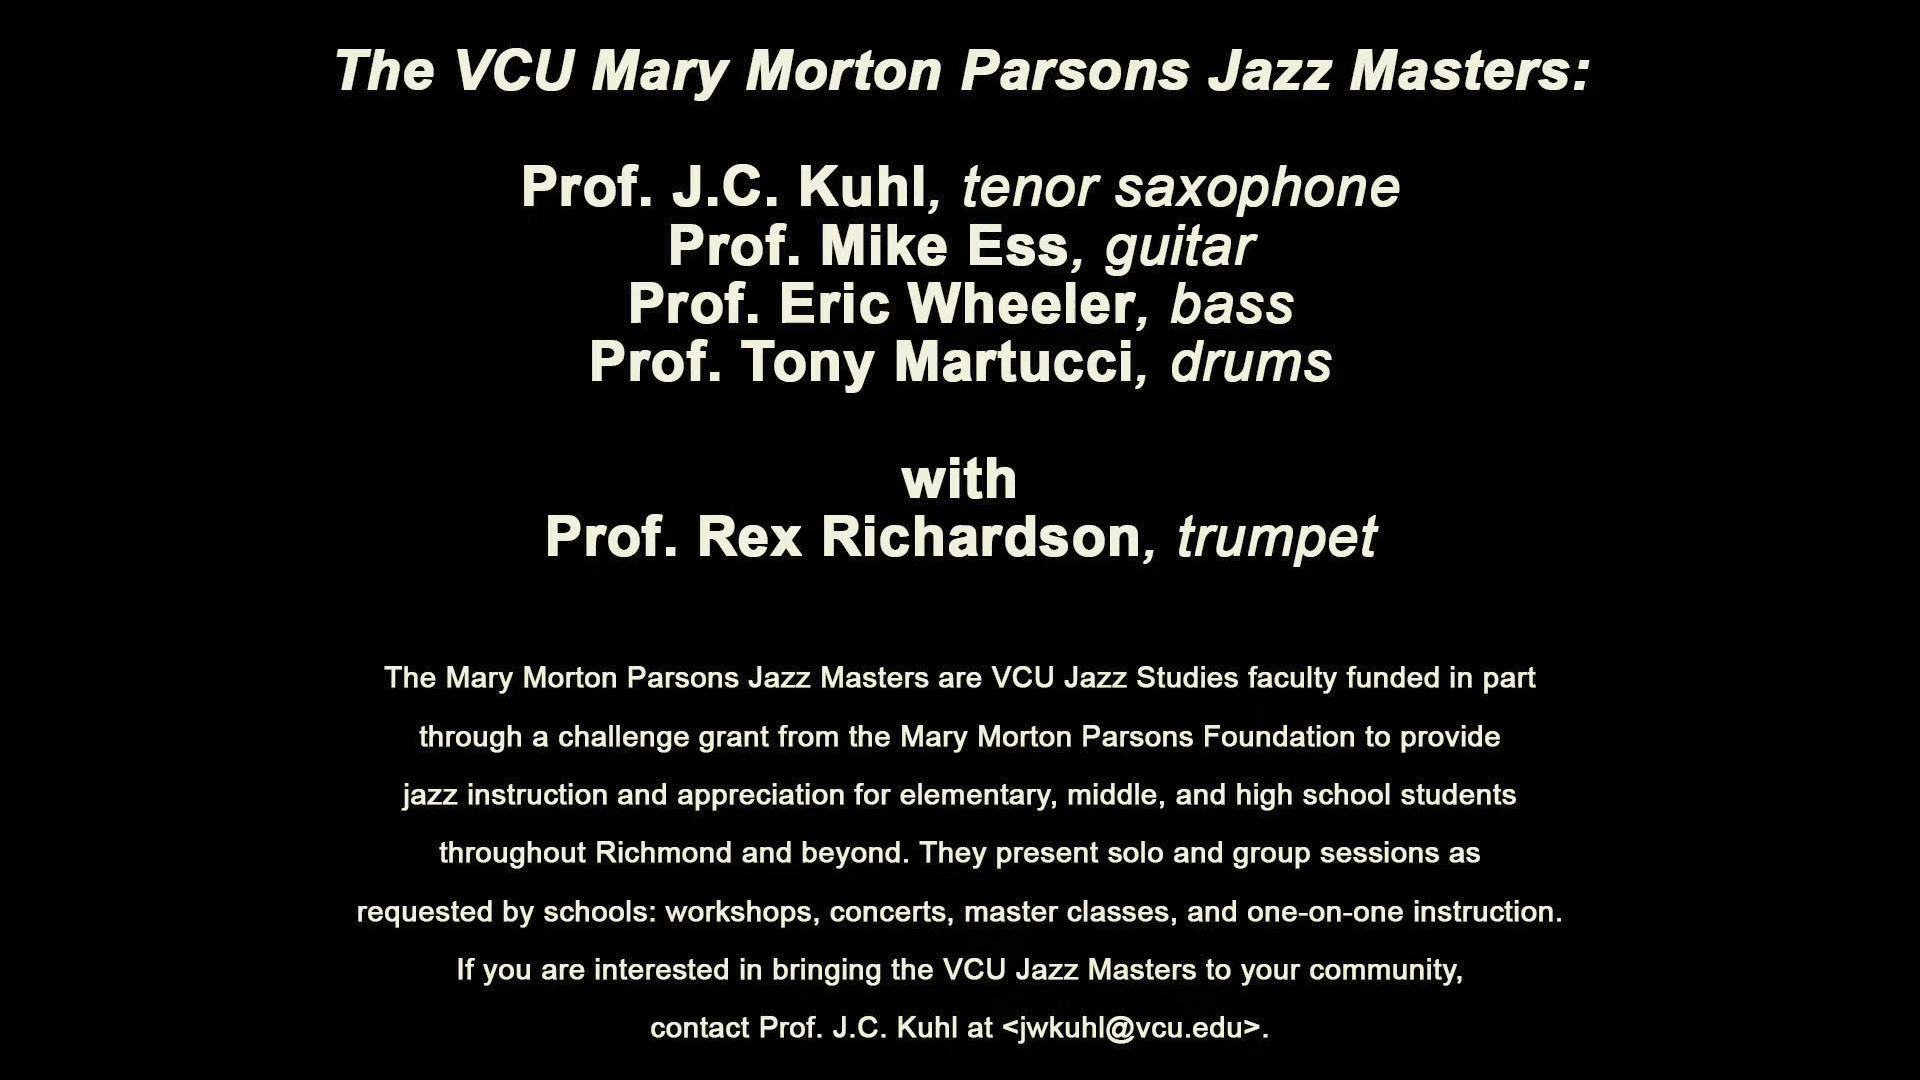 The VCU Mary Morton Parsons Jazz Masters:
Prof. J.C. Kuhl, tenor saxophone
Prof. Mike Ess, guitar
Prof. Eric Wheeler, bass
Prof. Tony Martucci, drums
with
Prof. Rex Richardson, trumpet
The Mary Morton Parsons Jazz Masters are VCU Jazz Studies faculty funded in part
through a challenge grant from the Mary Morton Parsons Foundation to provide
jazz instruction and appreciation for elementary, middle, and high school students
throughout Richmond and beyond. They present solo and group sessions as
requested by schools: workshops, concerts, master classes, and one-on-one instruction.
If you are interested in bringing the VCU Jazz Masters to your community,
contact Prof. J.C. Kuhl at <jwkuhl@vcu.edu>.